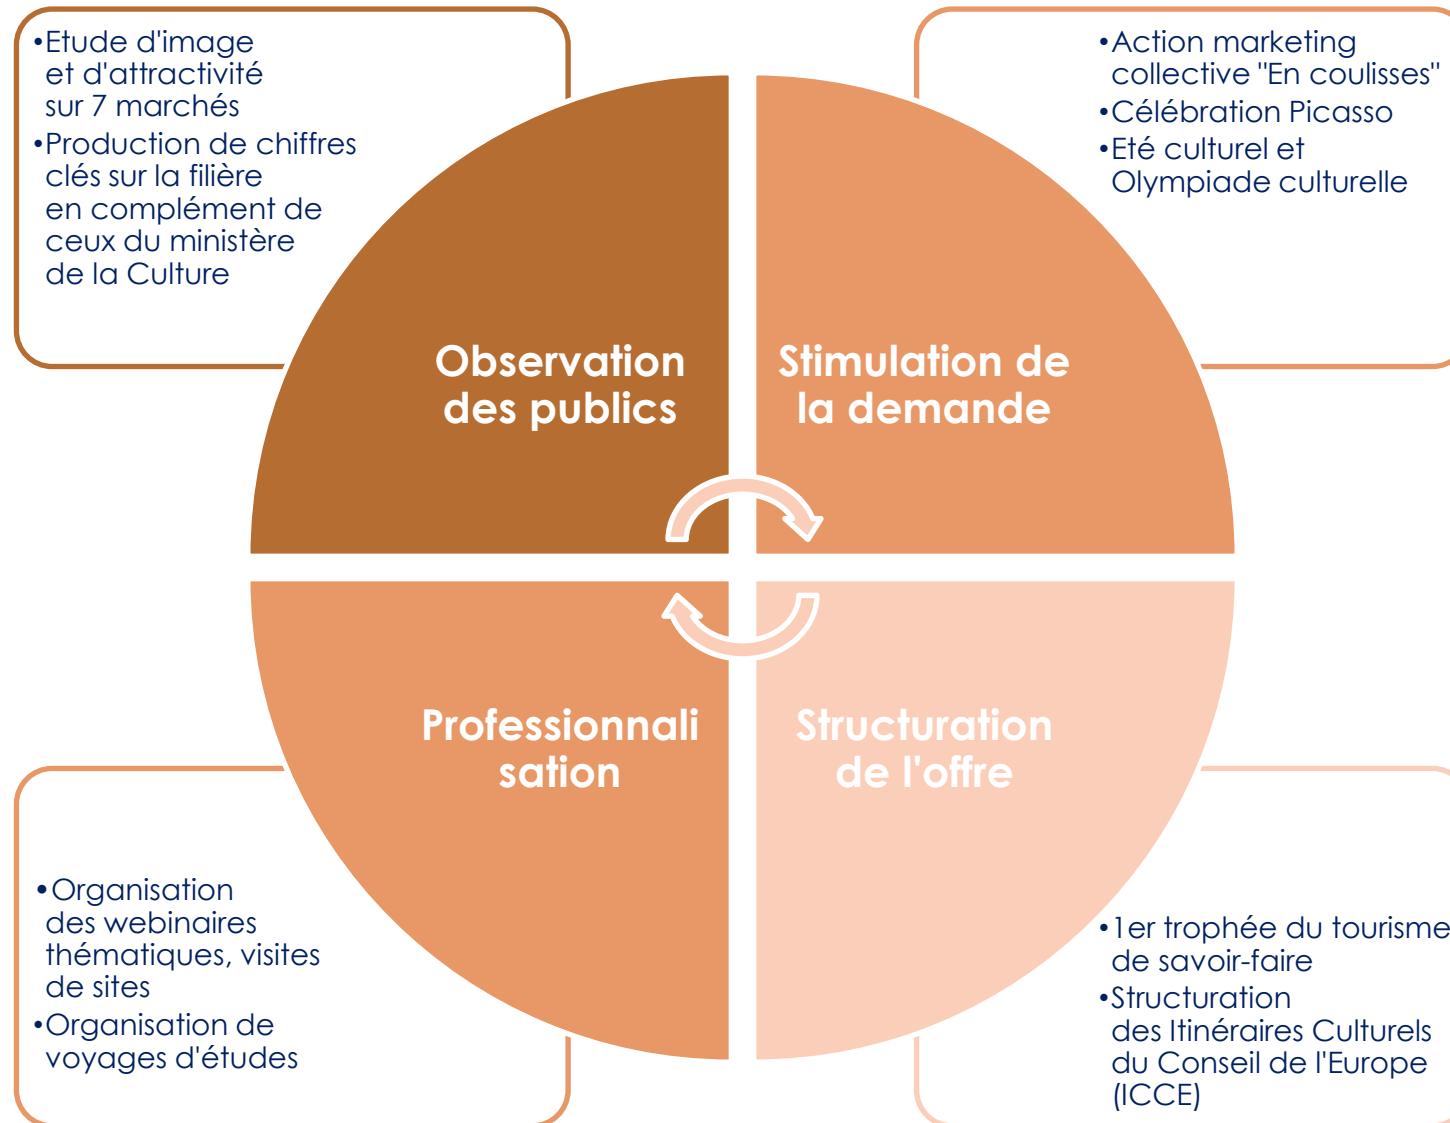 •Etude d'image
et d'attractivité
sur 7 marchés
•Production de chiffres
clés sur la filière
en complément de
ceux du ministère
de la Culture
•Action marketing
collective "En coulisses"
•Célébration Picasso
•Eté culturel et
Olympiade culturelle
Observation
des publics
Stimulation de
la demande
Professionnali
sation
Structuration
de l'offre
•Organisation
des webinaires
thématiques, visites
de sites
•Organisation de
voyages d'études
•1er trophée du tourisme
de savoir-faire
•Structuration
des Itinéraires Culturels
du Conseil de l'Europe
(ICCE)